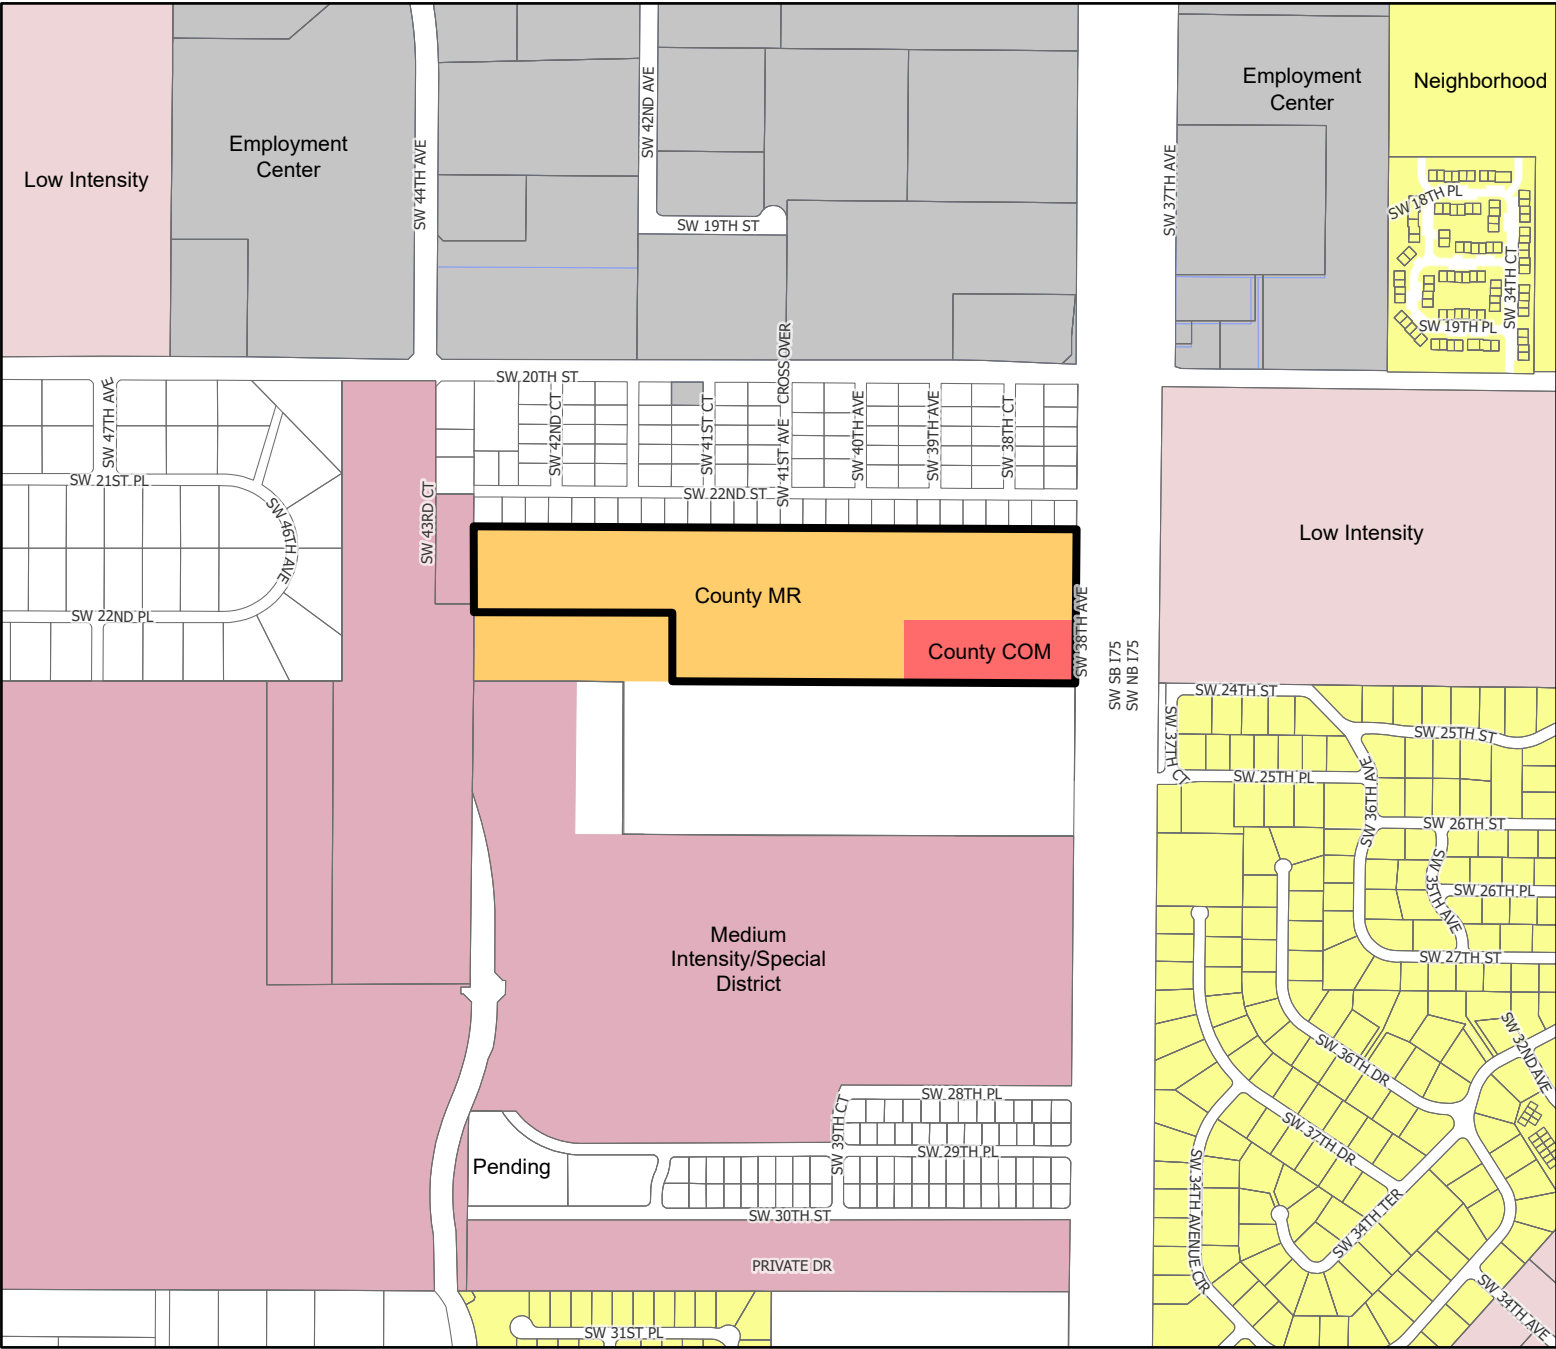 Low Intensity
Employment
Center
SW 44TH AVE
SW 42ND AVE
SW 19TH ST
SW 37TH AVE
Employment
Center
Neighborhood
SW 18TH PL
SW 34TH CT
SW 19TH PL
SW 20TH ST
CROSSOVER
SW 47TH AVE
SW 42ND CT
SW 41ST CT
SW 41ST AVE
SW 40TH AVE
SW 39TH AVE
SW 38TH CT
SW 21ST PL
SW 46TH AVE
SW 22ND PL
SW 43RD CT
SW 22ND ST
County MR
County COM
SW 38TH AVE
SW SB I75
SW NB I75
Low Intensity
SW 24TH ST
SW 37TH CT
SW 25TH ST
SW 25TH PL
SW 36TH AVE
SW 26TH ST
SW 35TH AVE
SW 26TH PL
SW 27TH ST
Medium
Intensity/Special
District
SW 32ND AVE
SW 36TH DR
SW 37TH DR
SW 34TH AVENUE CIR
SW 34TH TER
SW 34TH AVE
SW 28TH PL
SW 39TH CT
SW 29TH PL
Pending
SW 30TH ST
PRIVATE DR
SW 31ST PL